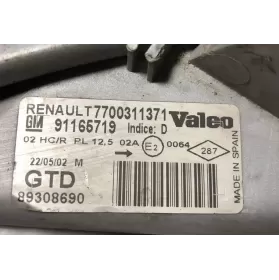 RENAULT 7700311371 Valeo
GM 91165719 Indice: D
02 HC/R PL 12.5 02A E2 0064 287
22/05/02 M
GTD
89308690
MADE IN SPAIN